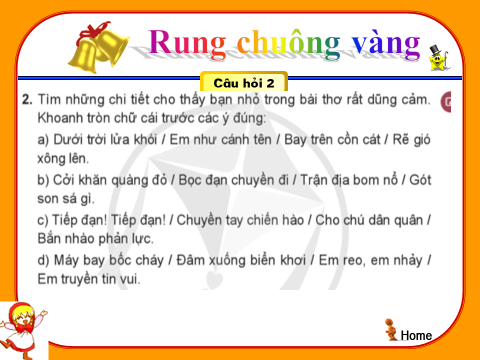 Rung chuông vàng
Câu hỏi 2
2. Tìm những chi tiết cho thấy bạn nhỏ trong bài thơ rất dũng cảm.
Khoanh tròn chữ cái trước các ý đúng:
a) Dưới trời lửa khói / Em như cánh tên / Bay trên cồn cát / Rẽ gió
xông lên.
b) Cởi khăn quàng đỏ / Bọc đạn chuyền đi / Trận địa bom nổ / Gót
son sá gì.
c) Tiếp đạn! Tiếp đạn! / Chuyền tay chiến hào / Cho chú dân quân /
Bắn nhào phản lực.
d) Máy bay bốc cháy / Đâm xuống biển khơi / Em reo, em nhảy /
Em truyền tin vui.
Home